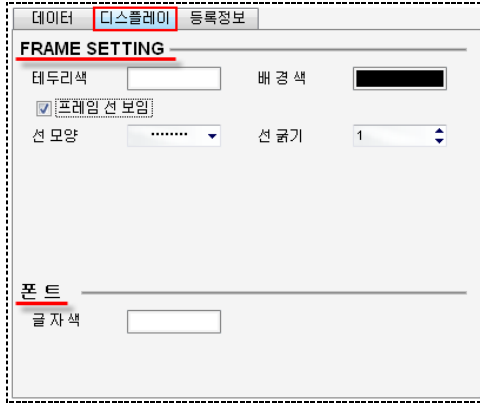 데이터 디스플레이 등록정보
FRAME SETTING
테두리색 배 경 색
프레임 선 보임
선 모양 선 굵기 1
폰 트
글 자 색